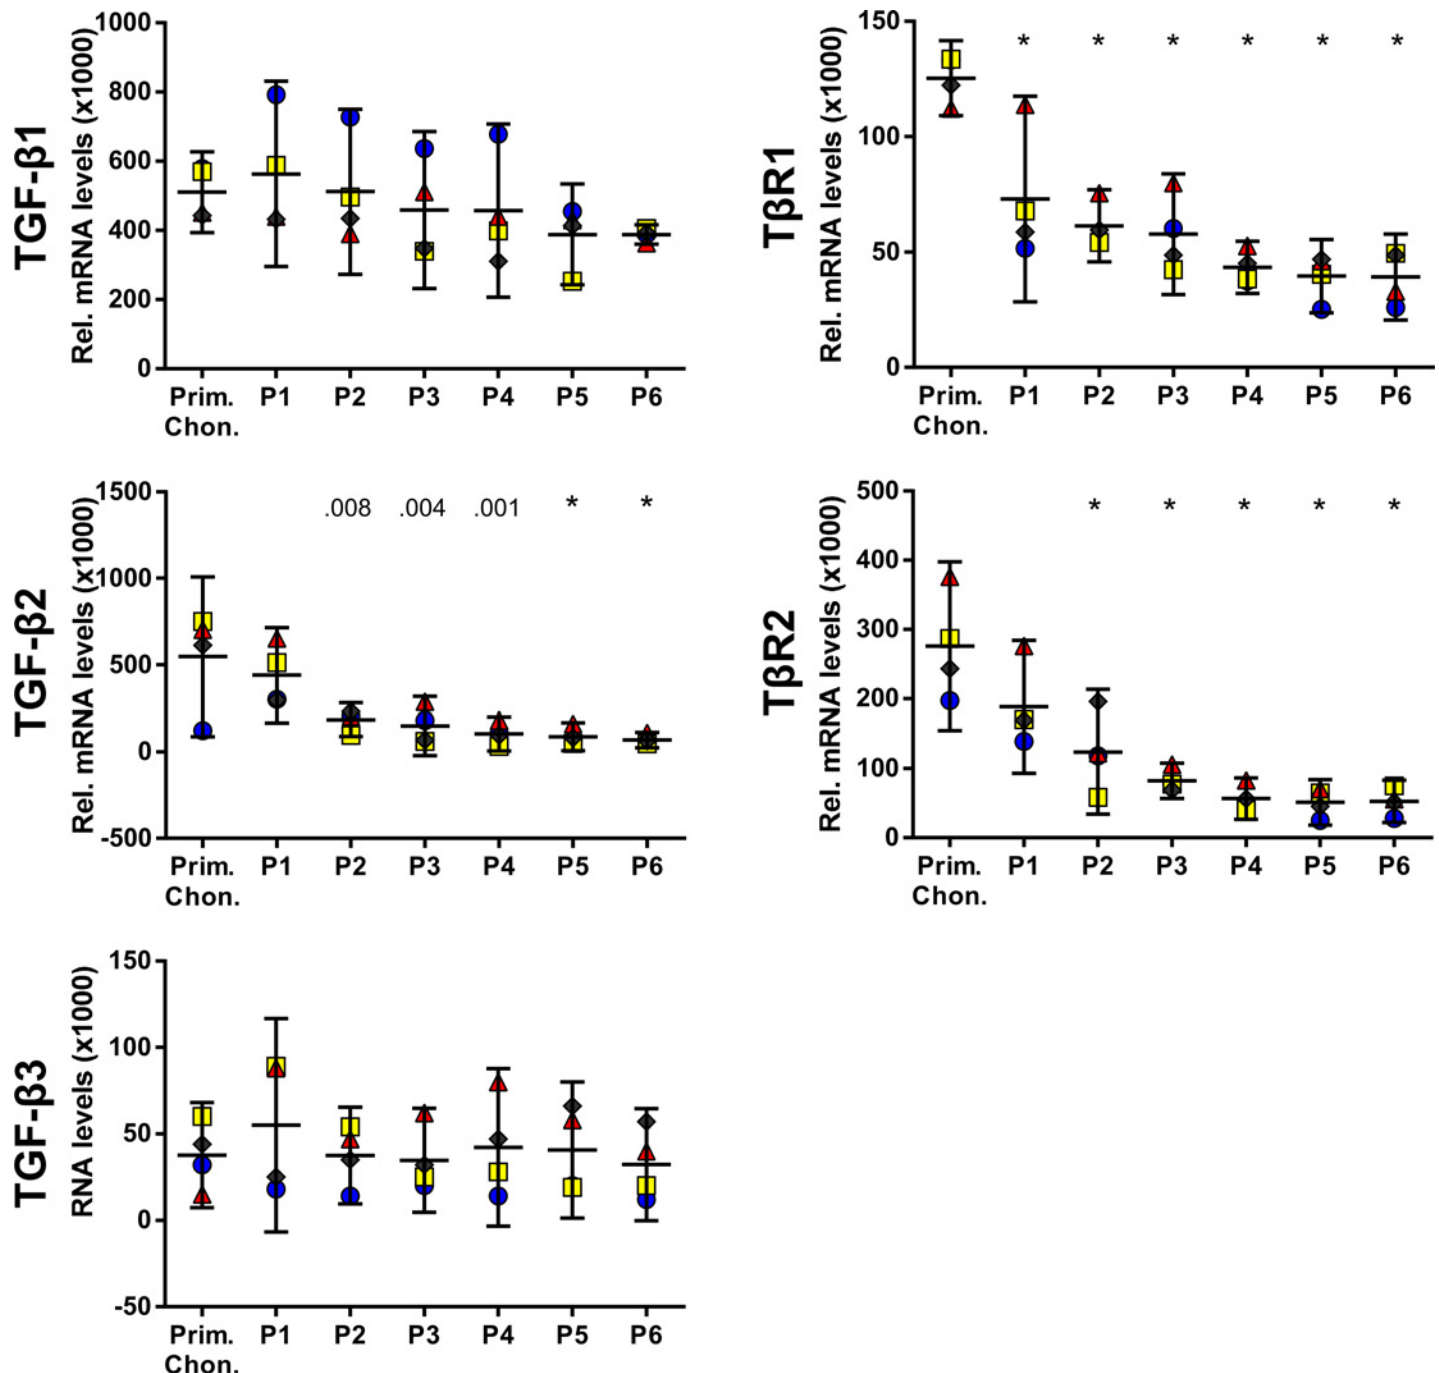 TGF-β1
Rel. mRNA levels (x1000)
1000
800
600
400
200
0
Prim. Chon.
P1
P2
P3
P4
P5
P6
TβR1
Rel. mRNA levels (x1000)
150
100
50
0
* * * * * *
Prim. Chon.
P1
P2
P3
P4
P5
P6
TGF-β2
Rel. mRNA levels (x1000)
1500
1000
500
0
-500
.008 .004 .001 * *
Prim. Chon.
P1
P2
P3
P4
P5
P6
TβR2
Rel. mRNA levels (x1000)
500
400
300
200
100
0
* * * * *
Prim. Chon.
P1
P2
P3
P4
P5
P6
TGF-β3
RNA levels (x1000)
150
100
50
0
-50
Prim. Chon.
P1
P2
P3
P4
P5
P6